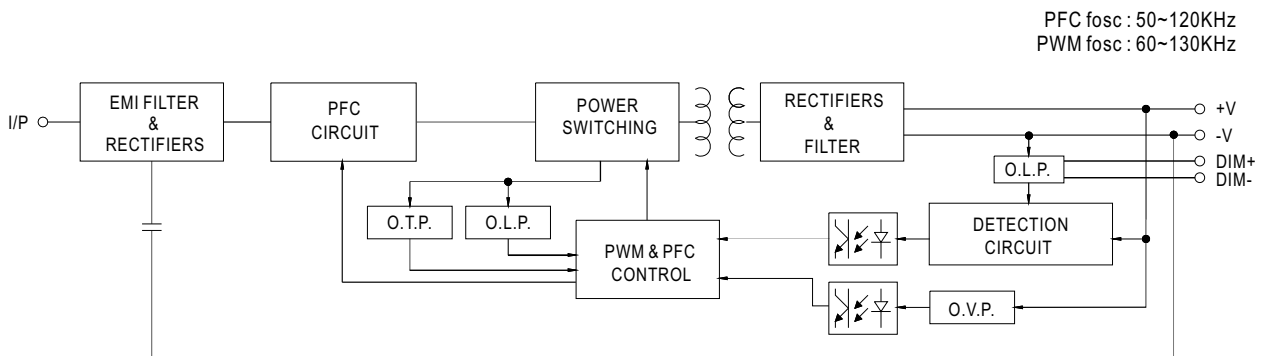 PFC fosc : 50~120KHz
PWM fosc : 60~130KHz
I/P
EMI FILTER
&
RECTIFIERS
PFC
CIRCUIT
POWER
SWITCHING
RECTIFIERS
&
FILTER
+V
-V
DIM+
DIM-
O.L.P.
O.T.P.
O.L.P.
DETECTION
CIRCUIT
PWM & PFC
CONTROL
O.V.P.